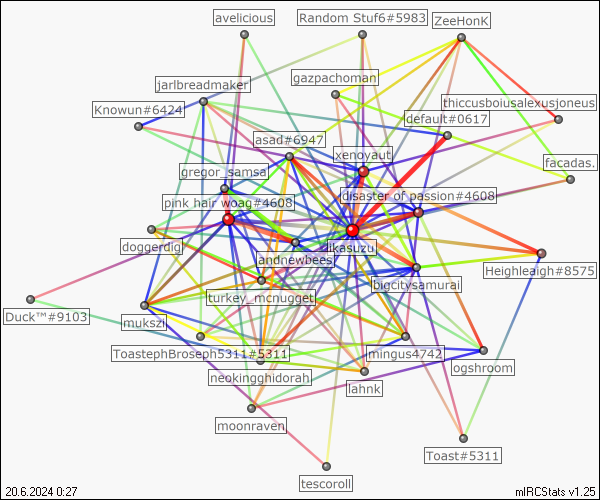 avelicious
Random Stuf6#5983
ZeeHonK
gazpachoman
jarlbreadmaker
thiccusboiusalexusjoneus
Knowun#6424
default#0617
asad#6947
xenoyaut
facadas.
gregor_samsa
disaster of passion#4608
pink hair woag#4608
doggerdigl
ilkasuzu
andnewbees
Heighleaigh#8575
bigcitysamurai
turkey_mcnugget
Duck™#9103
mukszi
ToastephBroseph5311#5311
mingus4742
ogshroom
neokingghidorah
lahnk
moonraven
Toast#5311
tescoroll
20.6.2024 0:27
mIRCStats v1.25